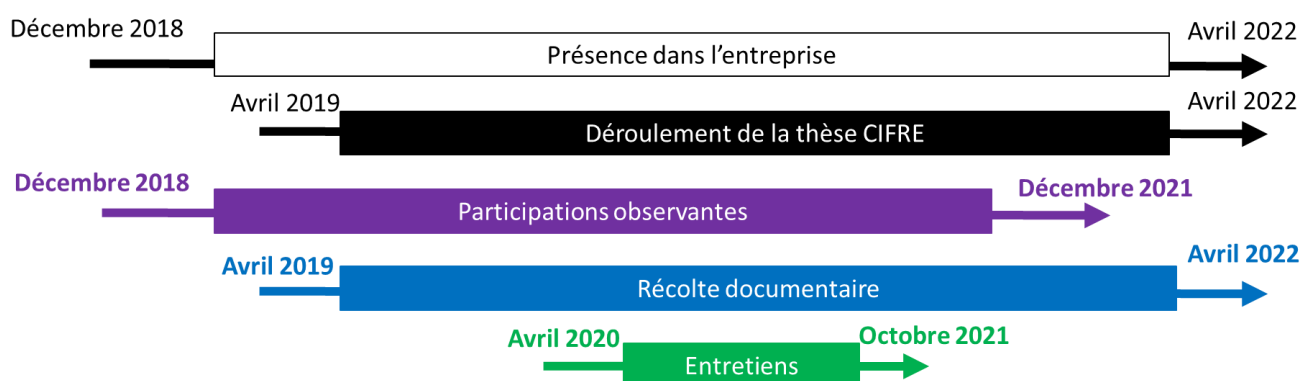 Décembre 2018
Présence dans l'entreprise
Avril 2022
Avril 2019
Déroulement de la thèse CIFRE
Avril 2022
Décembre 2018
Participations observantes
Décembre 2021
Avril 2019
Récolte documentaire
Avril 2022
Avril 2020
Entretiens
Octobre 2021